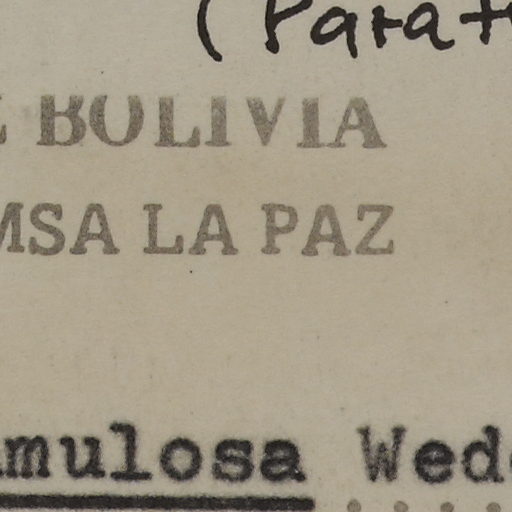 (Parat
BOLIVIA
MSA LA PAZ
amulosa Wed